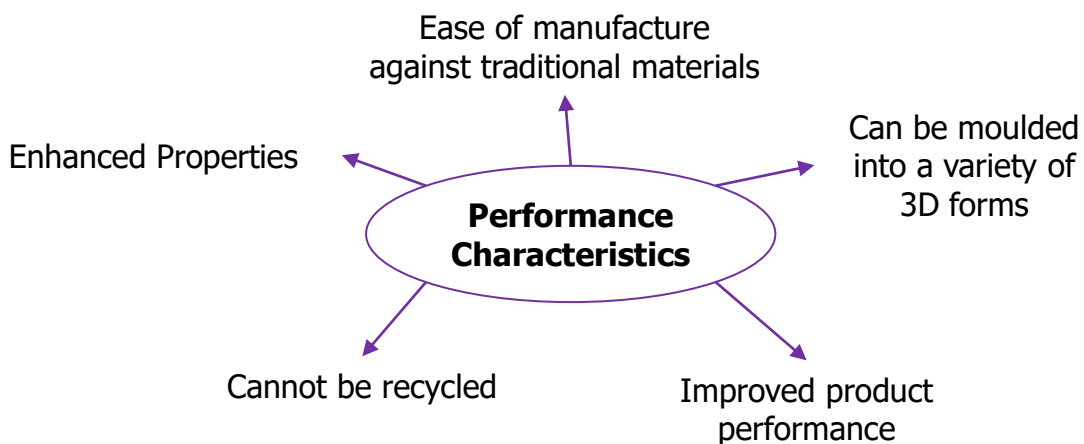 Ease of manufacture
against traditional materials
Enhanced Properties
Can be moulded
into a variety of
3D forms
Performance
Characteristics
Cannot be recycled
Improved product
performance